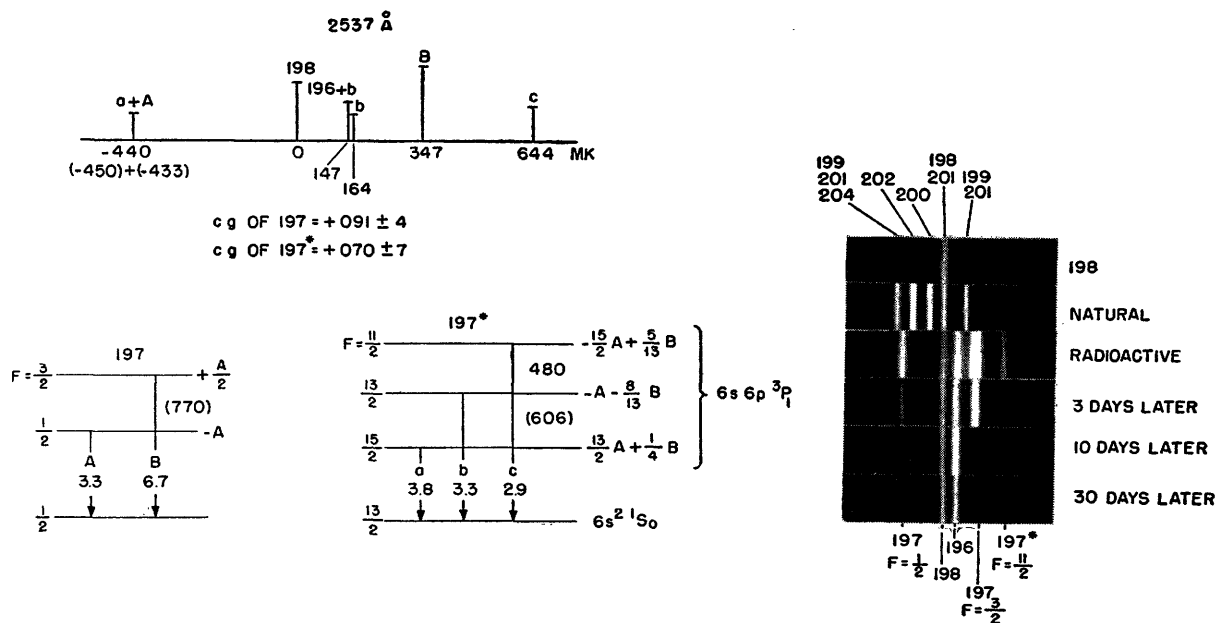 2537 Å
a+A
198
196+b
b
B
c
-440
0
347
644
MK
(-450)+(-433)
147
164
cg OF 197 = +091 ± 4
cg OF 197* = +070 ± 7
197
F= 3/2
+ A/2
(770)
1/2
-A
A
B
3.3
6.7
1/2
197*
F= 11/2
- 15/2 A + 5/13 B
480
13/2
-A - 8/13 B
6s 6p ³P₁
(606)
15/2
13/2 A + 1/4 B
a
b
c
3.8
3.3
2.9
13/2
6s² ¹S₀
199
201
204
202
200
198
201
199
201
198
NATURAL
RADIOACTIVE
3 DAYS LATER
10 DAYS LATER
30 DAYS LATER
197
F= 1/2
198
196
197
F= 3/2
197*
F= 11/2